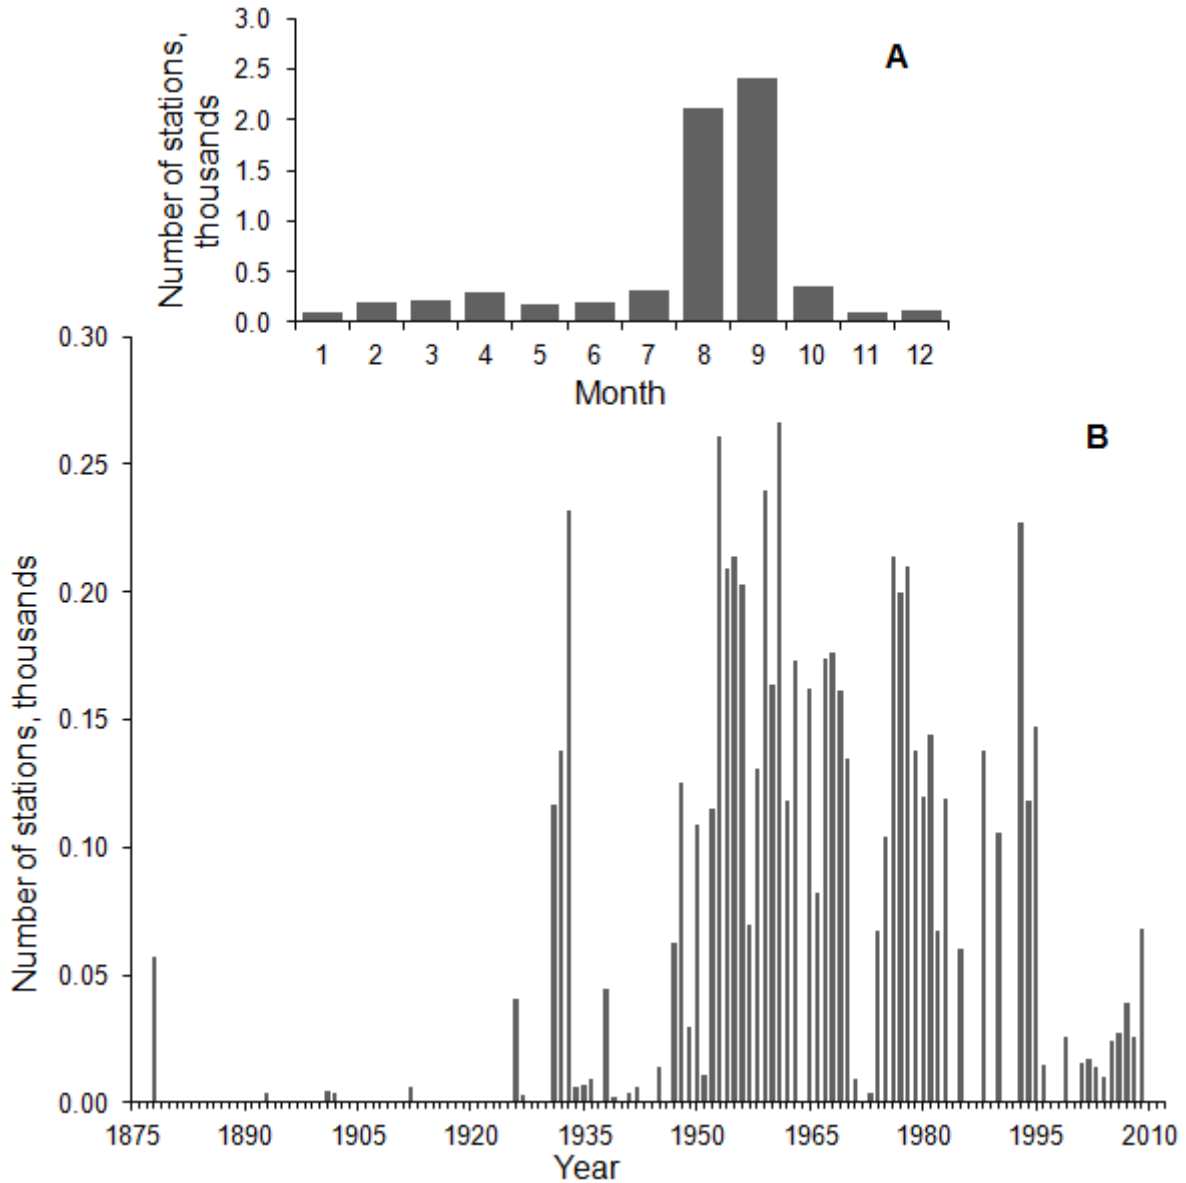 Number of stations,
thousands
3.0
2.5
2.0
1.5
1.0
0.5
0.0
A
1 2 3 4 5 6 7 8 9 10 11 12
Month
Number of stations, thousands
0.30
0.25
0.20
0.15
0.10
0.05
0.00
B
1875 1890 1905 1920 1935 1950 1965 1980 1995 2010
Year